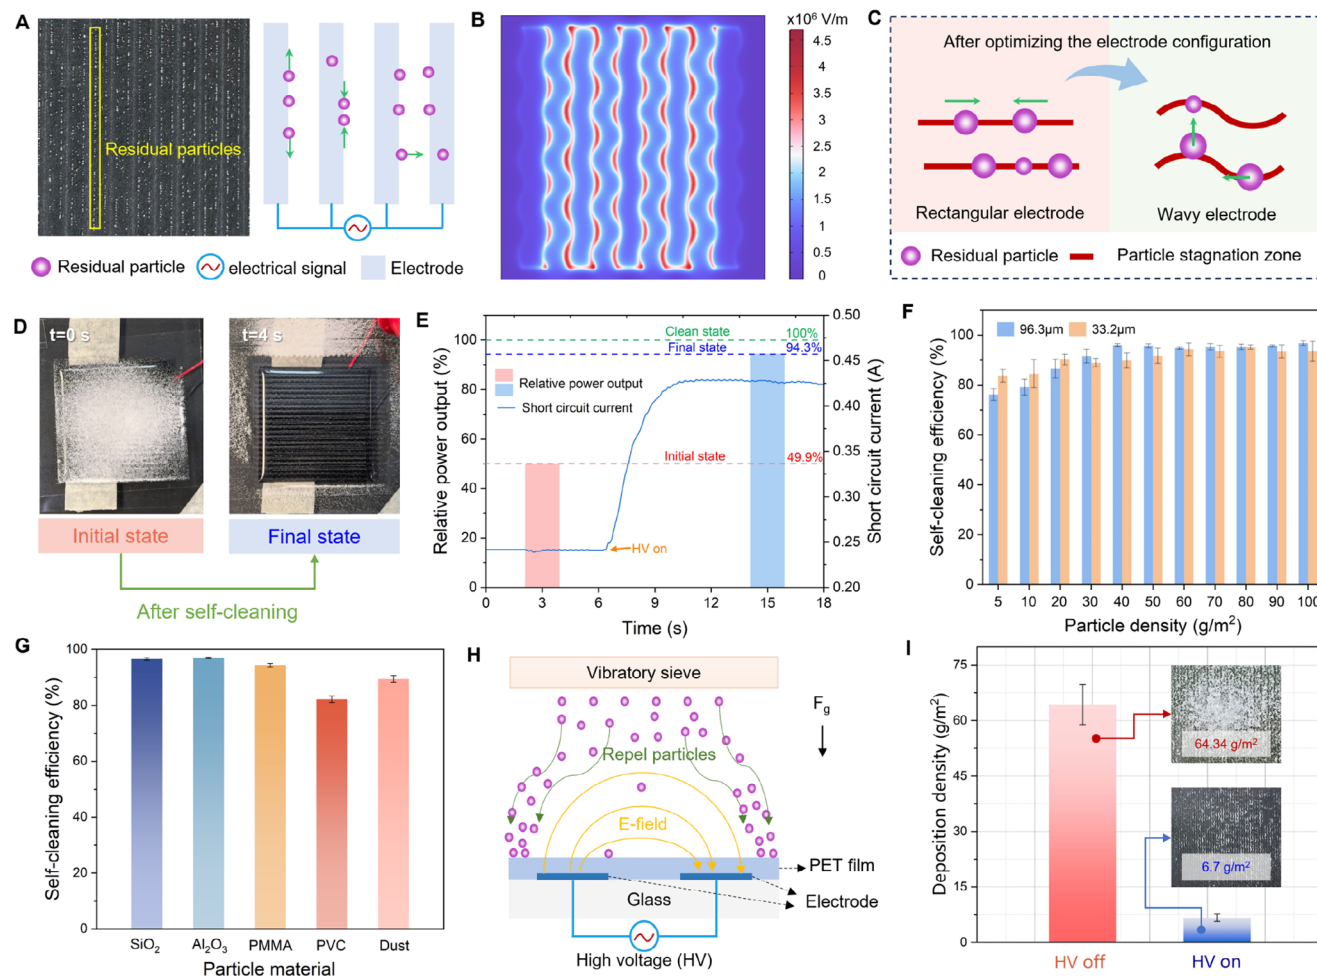 A
Residual particles
Residual particle
electrical signal
Electrode
B
x10⁶ V/m
4.5
4
3.5
3
2.5
2
1.5
1
0.5
0
C
After optimizing the electrode configuration
Rectangular electrode
Wavy electrode
Residual particle
Particle stagnation zone
D
t=0 s
t=4 s
Initial state
Final state
After self-cleaning
E
Relative power output (%)
100
80
60
40
20
0
Clean state
100%
Final state
94.3%
Relative power output
Short circuit current
Initial state
49.9%
HV on
0.50
0.45
0.40
0.35
0.30
0.25
0.20
Short circuit current (A)
0
3
6
9
12
15
18
Time (s)
F
Self-cleaning efficiency (%)
100
80
60
40
20
0
96.3μm
33.2μm
5
10
20
30
40
50
60
70
80
90
100
Particle density (g/m²)
G
Self-cleaning efficiency (%)
100
80
60
40
20
0
SiO₂
Al₂O₃
PMMA
PVC
Dust
Particle material
H
Vibratory sieve
F₉
Repel particles
E-field
PET film
Electrode
Glass
High voltage (HV)
I
Deposition density (g/m²)
75
60
45
30
15
0
64.34 g/m²
6.7 g/m²
HV off
HV on